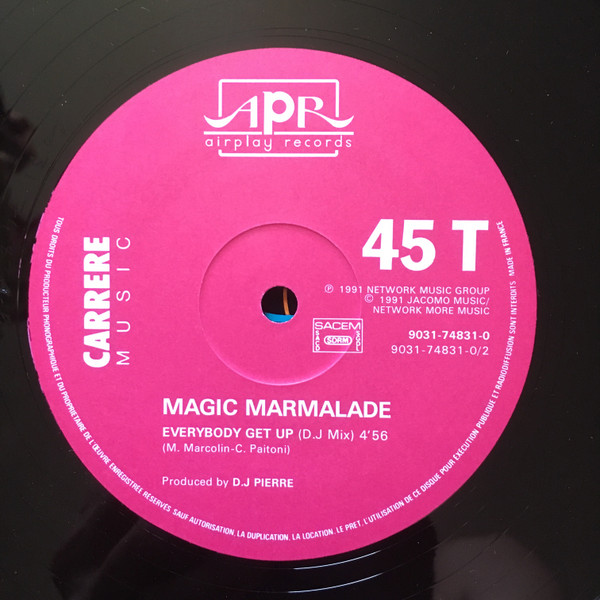 APR
airplay records
CARRERE
MUSIC
45 T
℗ 1991 NETWORK MUSIC GROUP
© 1991 JACOMO MUSIC/
NETWORK MORE MUSIC
SACEM
SDRM
SACD
SGDL
9031-74831-0
9031-74831-0/2
MAGIC MARMALADE
EVERYBODY GET UP (D.J Mix) 4'56
(M. Marcolin-C. Paitoni)
Produced by D.J PIERRE
TOUS DROITS DU PRODUCTEUR PHONOGRAPHIQUE ET DU PROPRIETAIRE DE L'ŒUVRE ENREGISTREE RESERVES SAUF AUTORISATION, LA DUPLICATION, LA LOCATION, LE PRET, L'UTILISATION DE CE DISQUE POUR EXECUTION PUBLIQUE ET RADIODIFFUSION SONT INTERDITS MADE IN FRANCE.